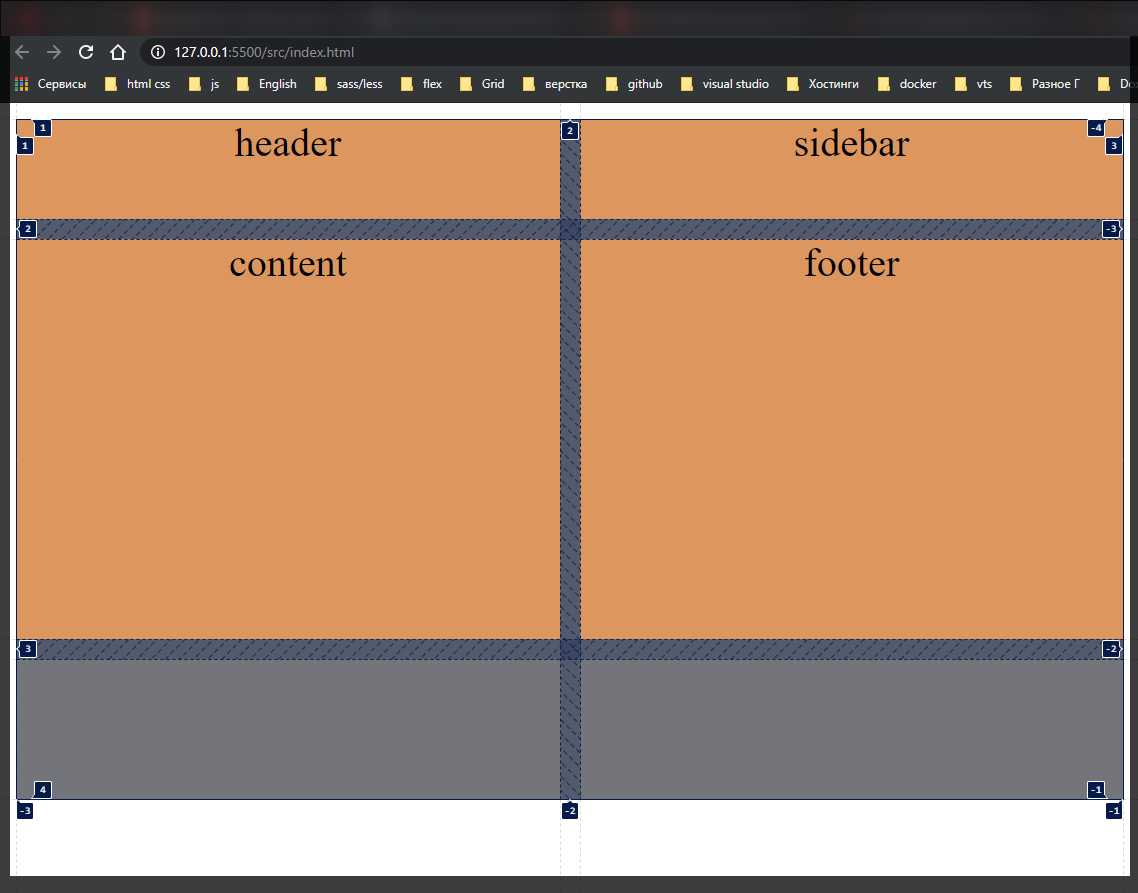 127.0.0.1:5500/src/index.html
Сервисы html css js English sass/less flex Grid верстка github visual studio Хостинги docker vts Разное Г
1 2 -4
1 3
header sidebar
2 -3
content footer
3 -2
4 -1
-3 -2 -1